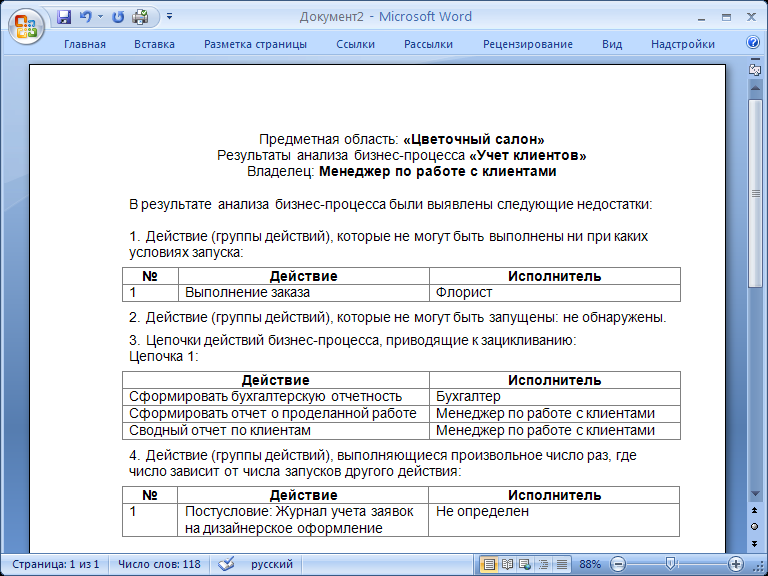 Документ2 - Microsoft Word
Главная Вставка Разметка страницы Ссылки Рассылки Рецензирование Вид Надстройки
Предметная область: «Цветочный салон»
Результаты анализа бизнес-процесса «Учет клиентов»
Владелец: Менеджер по работе с клиентами
В результате анализа бизнес-процесса были выявлены следующие недостатки:
1. Действие (группы действий), которые не могут быть выполнены ни при каких
условиях запуска:
№ Действие Исполнитель
1 Выполнение заказа Флорист
2. Действие (группы действий), которые не могут быть запущены: не обнаружены.
3. Цепочки действий бизнес-процесса, приводящие к зацикливанию:
Цепочка 1:
Действие Исполнитель
Сформировать бухгалтерскую отчетность Бухгалтер
Сформировать отчет о проделанной работе Менеджер по работе с клиентами
Сводный отчет по клиентам Менеджер по работе с клиентами
4. Действие (группы действий), выполняющиеся произвольное число раз, где
число зависит от числа запусков другого действия:
№ Действие Исполнитель
1 Постусловие: Журнал учета заявок Не определен
на дизайнерское оформление
Страница: 1 из 1 Число слов: 118 русский 88%